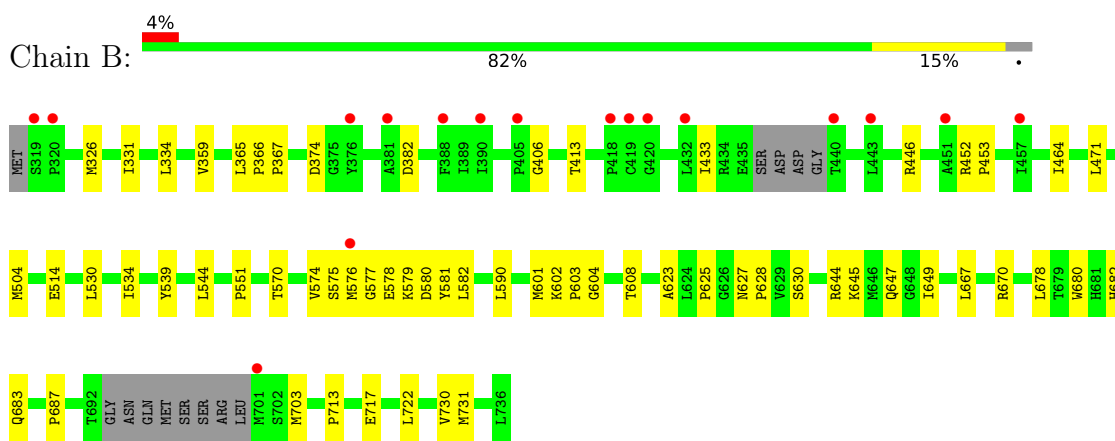 4%
Chain B:
82% 15% •
MET S319 P320 M326 I331 L334 V359 L365 P366 P367 D374 G375 Y376 A381 D382 F388 I389 I390 P405 G406 T413 P418 C419 G420 L432 I433 R434 E435 SER ASP ASP GLY T440 L443 R446 A451 R452 P453 I457 I464 L471
M504 E514 L530 I534 Y539 L544 P551 T570 V574 S575 M576 G577 E578 K579 D580 Y581 L582 L590 M601 K602 P603 G604 T608 A623 L624 P625 G626 N627 P628 V629 S630 R644 K645 M646 Q647 G648 I649 L667 R670 L678 T679 W680 H681 H682
Q683 P687 T692 GLY ASN GLN MET SER SER ARG LEU M701 S702 M703 P713 E717 L722 V730 M731 L736